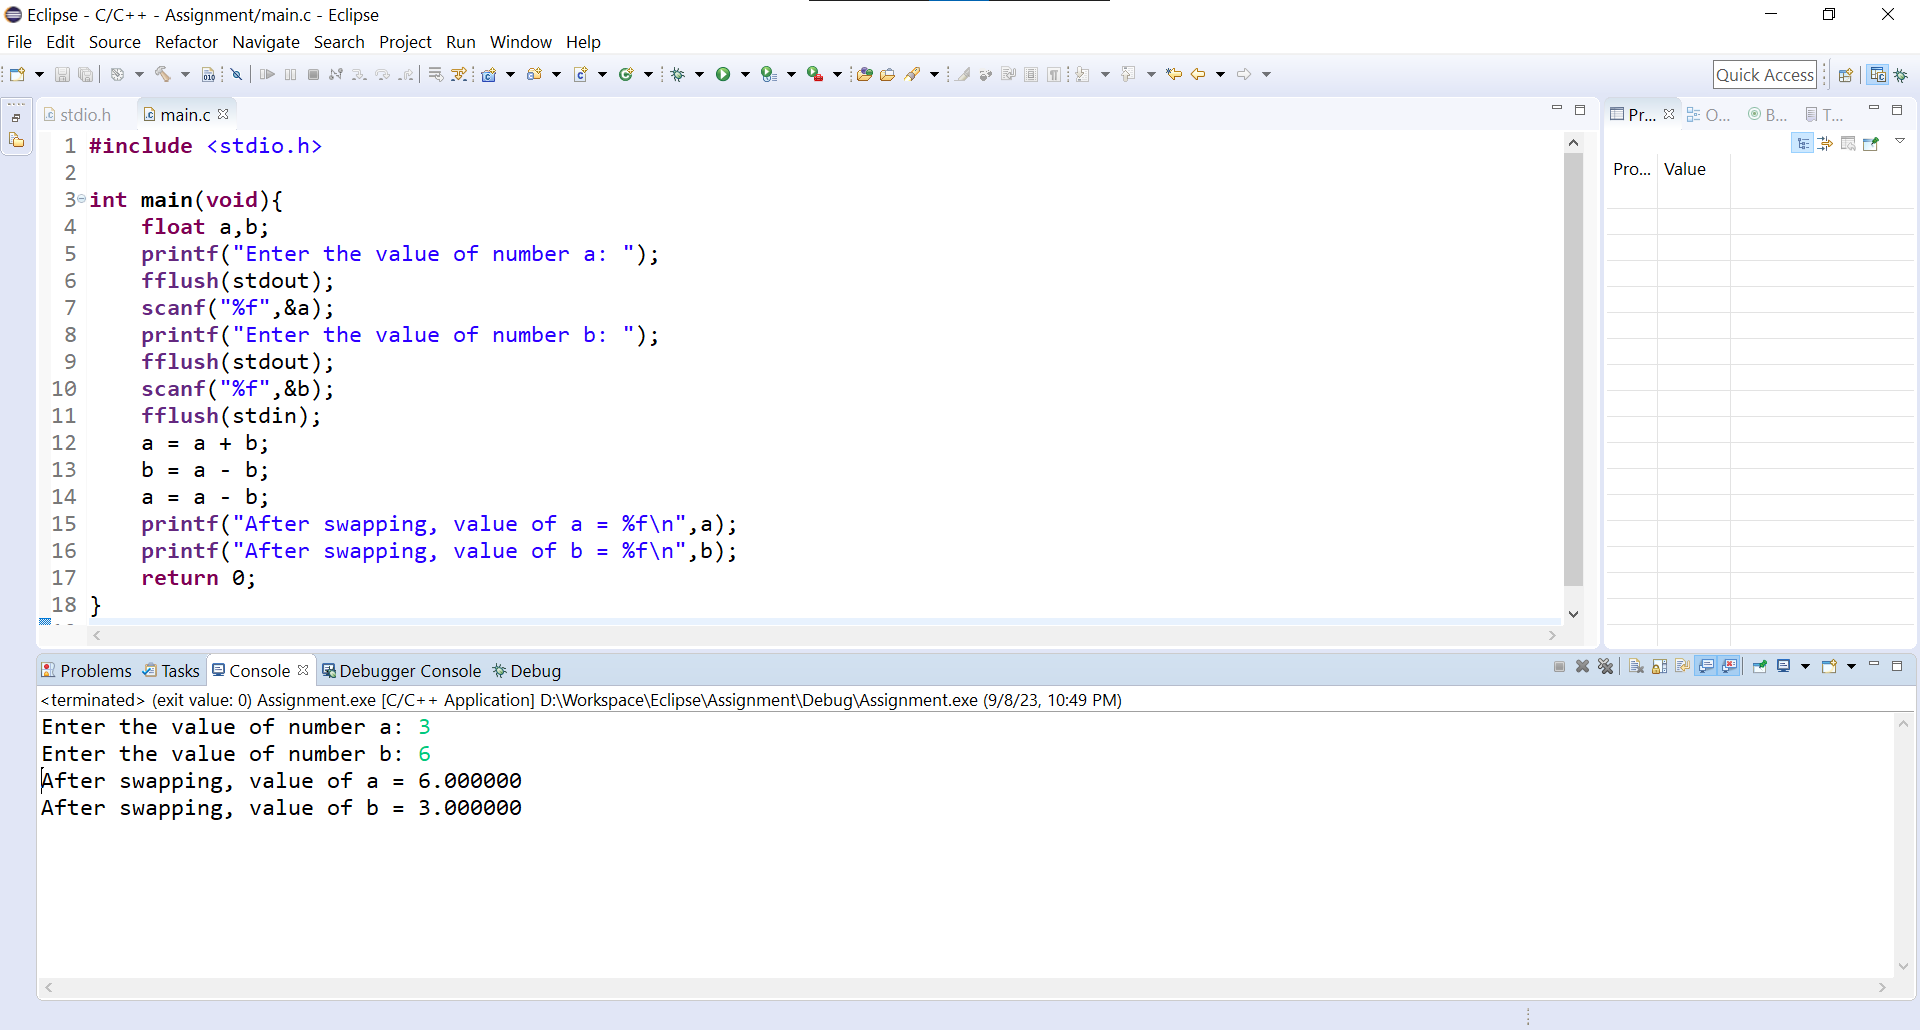 Eclipse - C/C++ - Assignment/main.c - Eclipse
File Edit Source Refactor Navigate Search Project Run Window Help
Quick Access
stdio.h main.c
Pr... O... B... T...
Pro... Value
1 #include <stdio.h>
2
3 int main(void){
4 float a,b;
5 printf("Enter the value of number a: ");
6 fflush(stdout);
7 scanf("%f",&a);
8 printf("Enter the value of number b: ");
9 fflush(stdout);
10 scanf("%f",&b);
11 fflush(stdin);
12 a = a + b;
13 b = a - b;
14 a = a - b;
15 printf("After swapping, value of a = %f\n",a);
16 printf("After swapping, value of b = %f\n",b);
17 return 0;
18 }
Problems Tasks Console Debugger Console Debug
<terminated> (exit value: 0) Assignment.exe [C/C++ Application] D:\Workspace\Eclipse\Assignment\Debug\Assignment.exe (9/8/23, 10:49 PM)
Enter the value of number a: 3
Enter the value of number b: 6
After swapping, value of a = 6.000000
After swapping, value of b = 3.000000